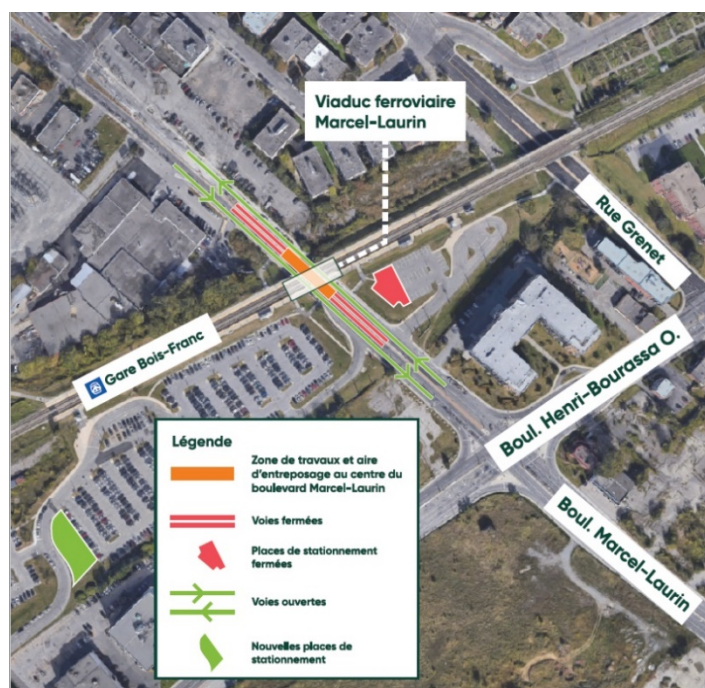 Viaduc ferroviaire
Marcel-Laurin
Rue Grenet
Gare Bois-Franc
Boul. Henri-Bourassa O.
Boul. Marcel-Laurin
Légende
Zone de travaux et aire
d'entreposage au centre du
boulevard Marcel-Laurin
Voies fermées
Places de stationnement
fermées
Voies ouvertes
Nouvelles places de
stationnement